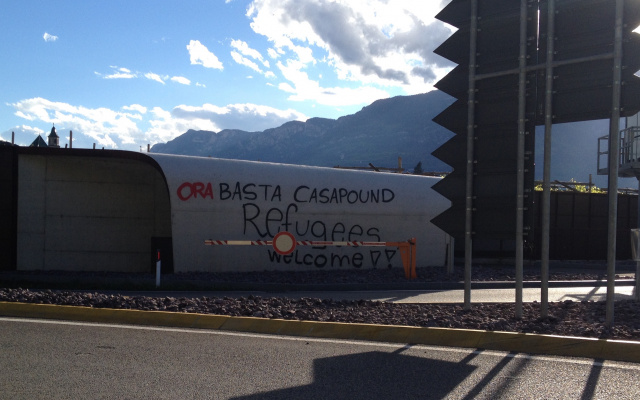 ORA BASTA CASAPOUND
Refugees
welcome!!